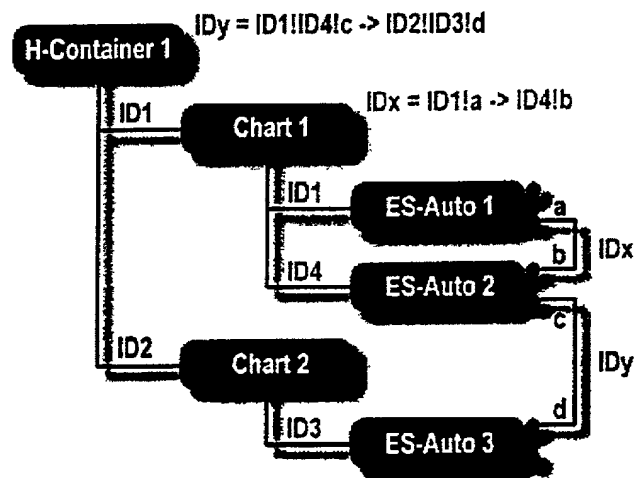 IDy = ID1!ID4!c -> ID2!ID3!d
H-Container 1
ID1
IDx = ID1!a -> ID4!b
Chart 1
ID1
ES-Auto 1
a
IDx
b
ID4
ES-Auto 2
c
ID2
Chart 2
IDy
d
ID3
ES-Auto 3